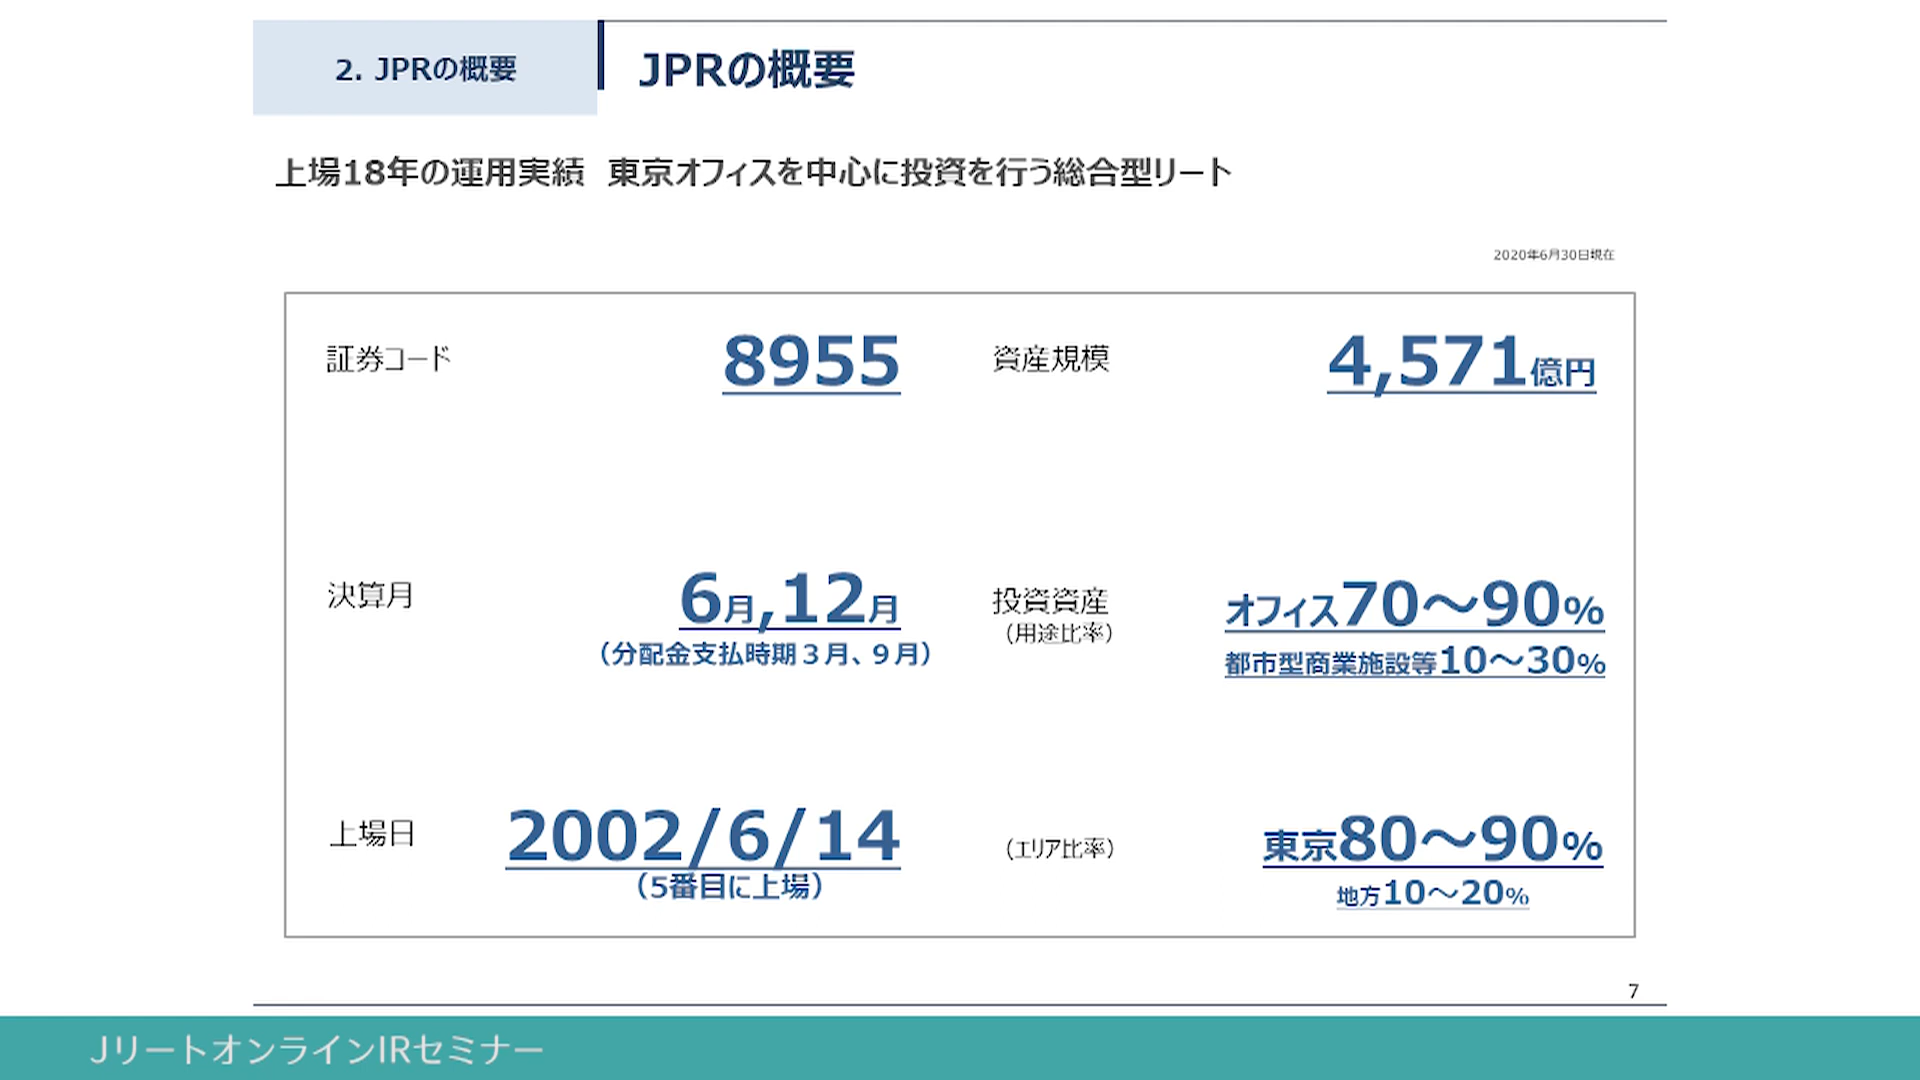 2. JPRの概要
JPRの概要
上場18年の運用実績 東京オフィスを中心に投資を行う総合型リート
2020年6月30日現在
証券コード 8955
資産規模 4,571億円
決算月 6月,12月
(分配金支払時期３月、９月)
投資資産 オフィス70～90%
(用途比率)
都市型商業施設等10～30%
上場日 2002/6/14
(5番目に上場)
(エリア比率) 東京80～90%
地方10～20%
7
JリートオンラインIRセミナー